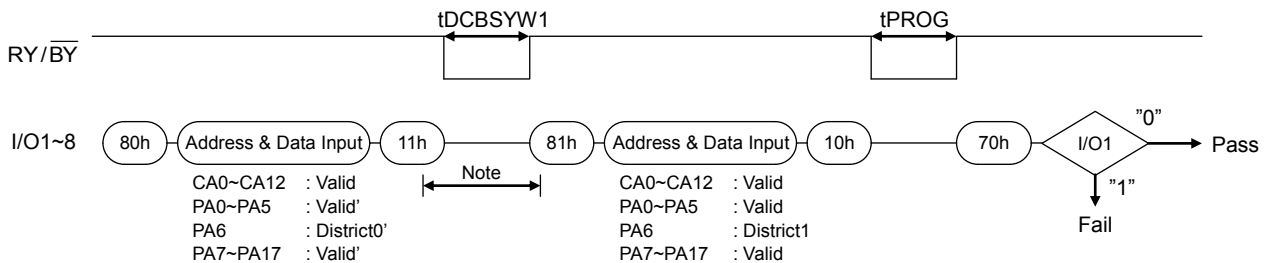 tDCBSYW1
tPROG
RY/BY
I/O1~8
80h
Address & Data Input
11h
81h
Address & Data Input
10h
70h
I/O1
"0"
Pass
"1"
Fail
Note
CA0~CA12 : Valid
PA0~PA5 : Valid'
PA6 : District0'
PA7~PA17 : Valid'
CA0~CA12 : Valid
PA0~PA5 : Valid
PA6 : District1
PA7~PA17 : Valid